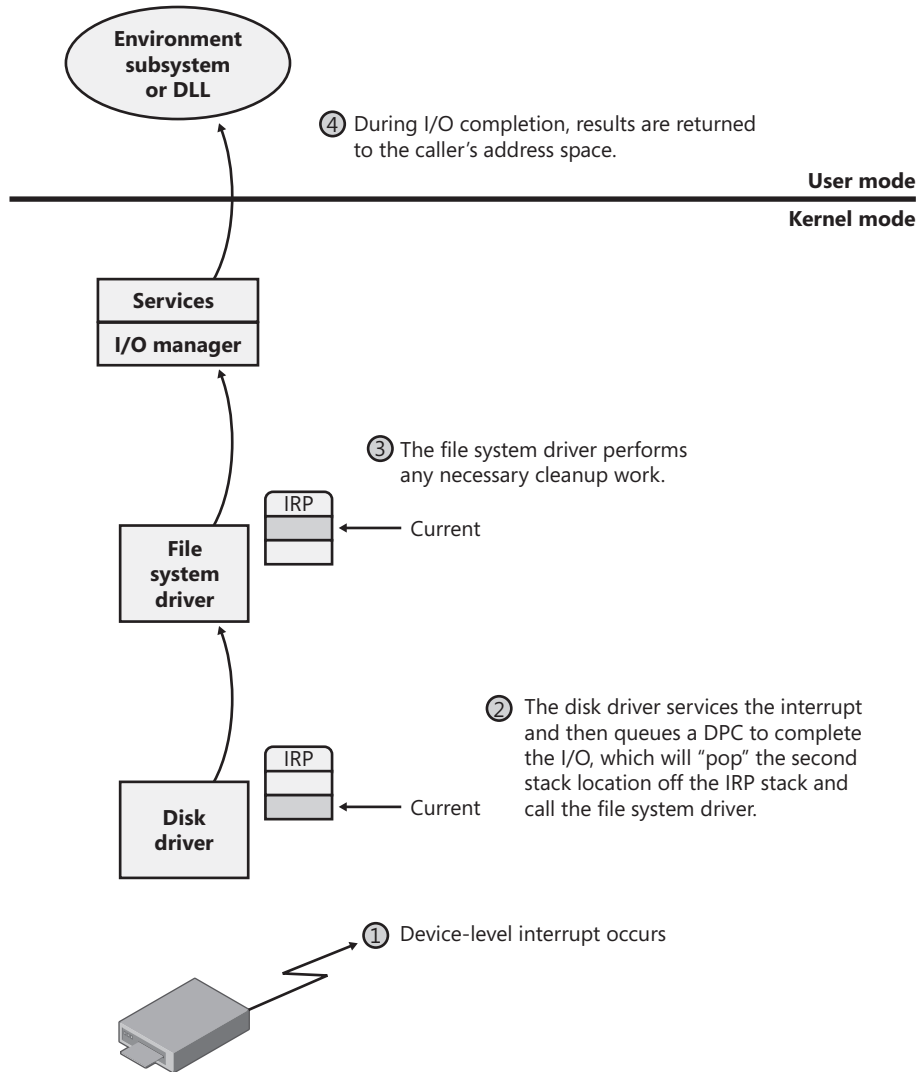 Environment
subsystem
or DLL
4 During I/O completion, results are returned
to the caller’s address space.
User mode
Kernel mode
Services
I/O manager
3 The file system driver performs
any necessary cleanup work.
IRP
Current
File
system
driver
2 The disk driver services the interrupt
and then queues a DPC to complete
the I/O, which will “pop” the second
stack location off the IRP stack and
call the file system driver.
IRP
Current
Disk
driver
1 Device-level interrupt occurs